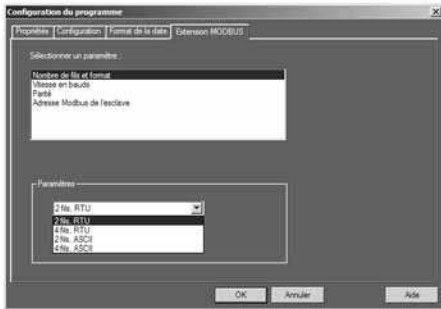 Configuration du programme
Propriétés Configuration Format de la date Extension MODBUS
Sélectionner un paramètre :
Nombre de fils et format
Vitesse en bauds
Parité
Adresse Modbus de l'esclave
Paramètres
2 fils, RTU
2 fils, RTU
4 fils, RTU
2 fils, ASCII
4 fils, ASCII
OK Annuler Aide